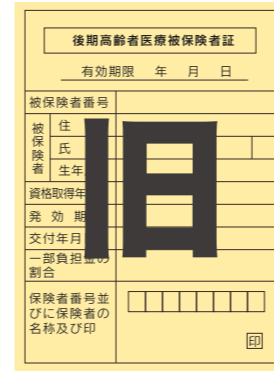 後期高齢者医療被保険者証
有効期限 年 月 日
被保険者番号
被保険者
住
氏
生年
資格取得年
発効期
交付年月
一部負担金の
割合
保険者番号並
びに保険者の
名称及び印
印
旧